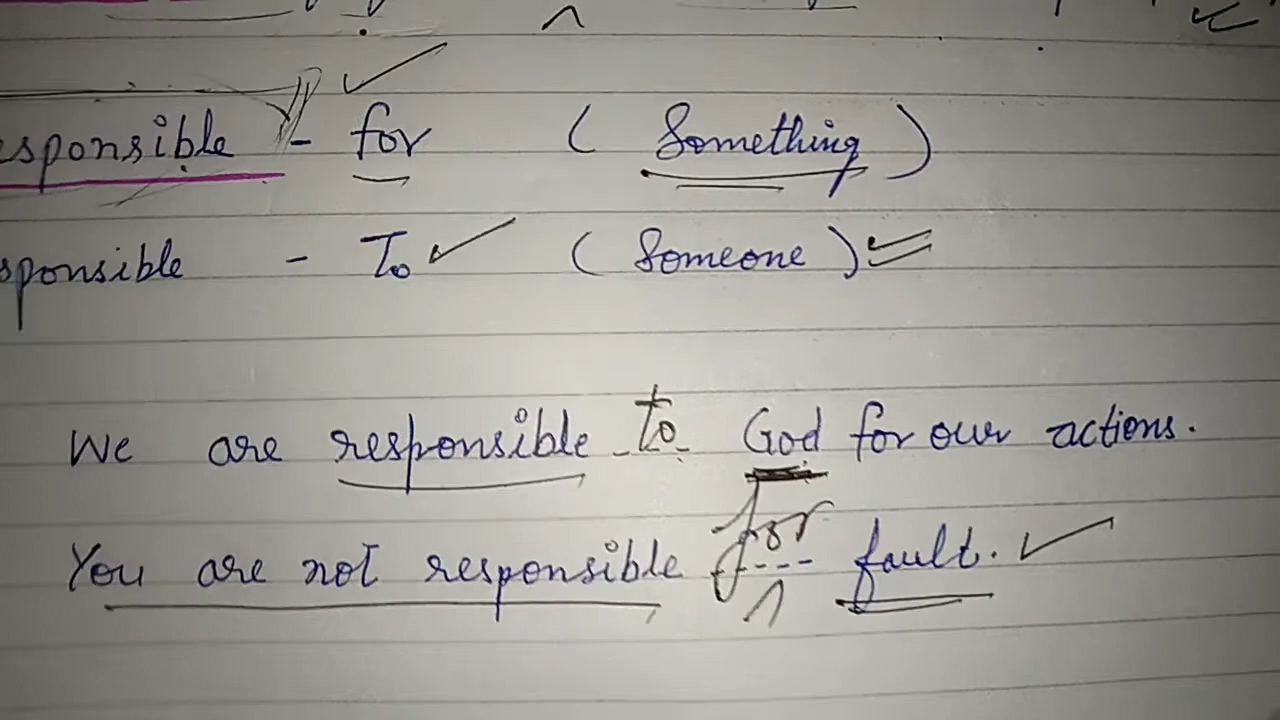 esponsible - for ( Something )
sponsible - To ( Someone )
We are responsible to God for our actions.
You are not responsible for fault.